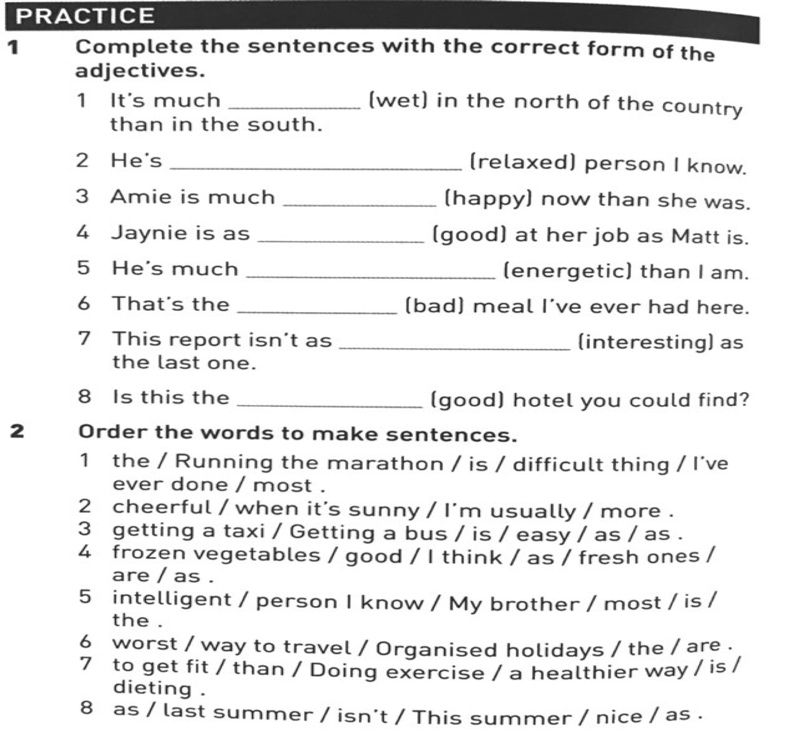 PRACTICE
1 Complete the sentences with the correct form of the
adjectives.
1 It's much ____________ (wet) in the north of the country
than in the south.
2 He's ____________ (relaxed) person I know.
3 Amie is much ____________ (happy) now than she was.
4 Jaynie is as ____________ (good) at her job as Matt is.
5 He's much ____________ (energetic) than I am.
6 That's the ____________ (bad) meal I've ever had here.
7 This report isn't as ____________ (interesting) as
the last one.
8 Is this the ____________ (good) hotel you could find?
2 Order the words to make sentences.
1 the / Running the marathon / is / difficult thing / I've
ever done / most .
2 cheerful / when it's sunny / I'm usually / more .
3 getting a taxi / Getting a bus / is / easy / as / as .
4 frozen vegetables / good / I think / as / fresh ones /
are / as .
5 intelligent / person I know / My brother / most / is /
the .
6 worst / way to travel / Organised holidays / the / are .
7 to get fit / than / Doing exercise / a healthier way / is /
dieting .
8 as / last summer / isn't / This summer / nice / as .